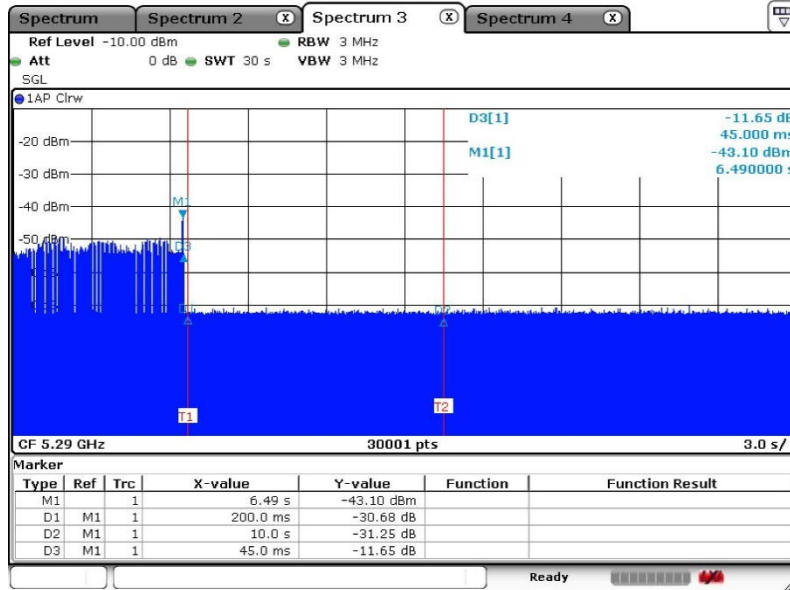 Spectrum Spectrum 2 X Spectrum 3 X Spectrum 4 X
Ref Level -10.00 dBm RBW 3 MHz
Att 0 dB SWT 30 s VBW 3 MHz
SGL
1AP Clrw
D3[1] -11.65 dB
45.000 ms
-20 dBm
M1[1] -43.10 dBm
6.490000 s
-30 dBm
M1
-40 dBm
-50 dBm
D3
D2
T1
T2
CF 5.29 GHz 30001 pts 3.0 s/
Marker
Type Ref Trc X-value Y-value Function Function Result
M1 1 6.49 s -43.10 dBm
D1 M1 1 200.0 ms -30.68 dB
D2 M1 1 10.0 s -31.25 dB
D3 M1 1 45.0 ms -11.65 dB
Ready